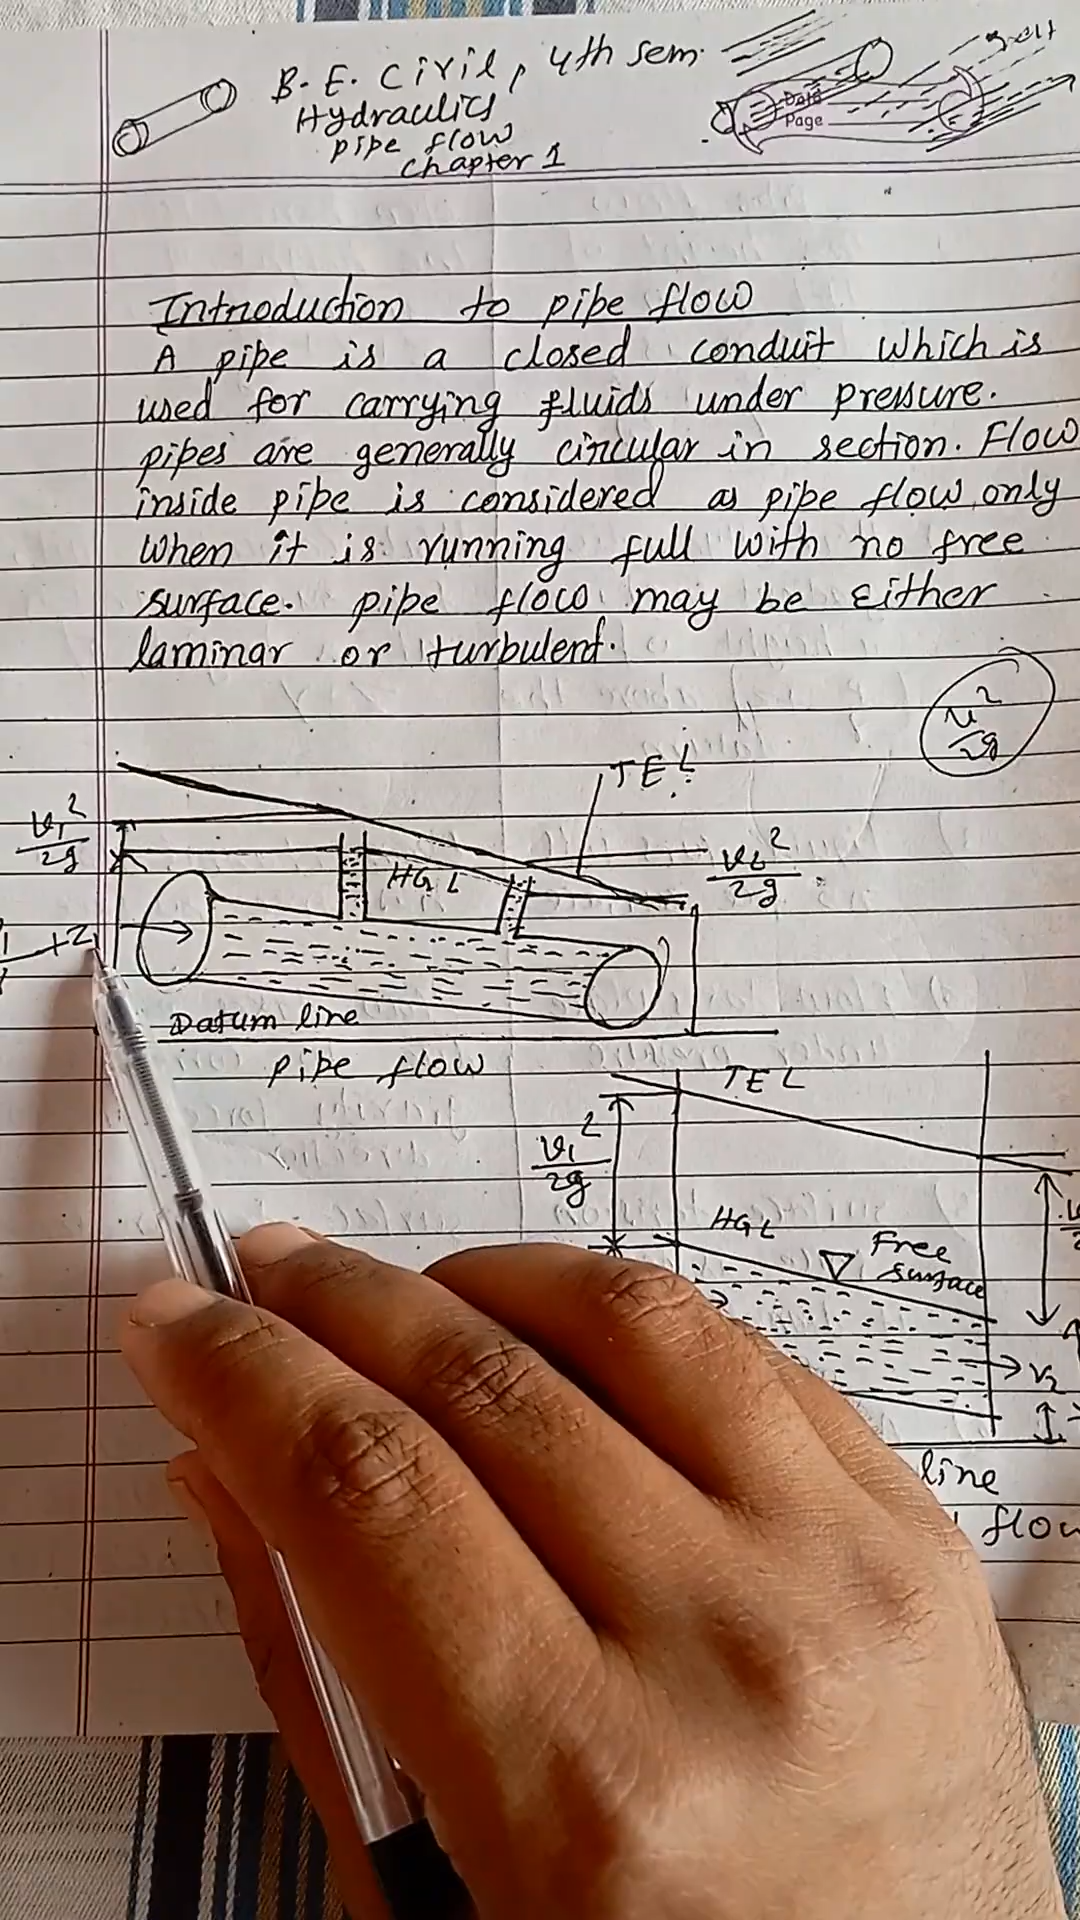 B.E. Civil, 4th sem.
Hydraulics
pipe flow
chapter 1
Date
Page
Introduction to pipe flow
A pipe is a closed conduit which is
used for carrying fluids under pressure.
pipes are generally circular in section. Flow
inside pipe is considered as pipe flow only
when it is running full with no free
surface. pipe flow may be either
laminar or turbulent.
v²/2g
TEL
v₁²/2g
HGL
v₂²/2g
+Z₁
Datum line
pipe flow
TEL
v₁²/2g
HGL
Free
surface
v₂
line
flow